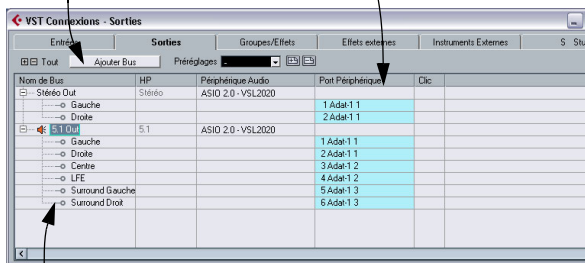 VST Connexions - Sorties
Entrées Sorties Groupes/Effets Effets externes Instruments Externes S Stu
Tout Ajouter Bus Préréglages -
Nom de Bus HP Périphérique Audio Port Périphérique Clic
Stéréo Out Stéréo ASIO 2.0 - VSL2020
Gauche 1 Adat-1 1
Droite 2 Adat-1 1
5.1 Out 5.1 ASIO 2.0 - VSL2020
Gauche 1 Adat-1 1
Droite 2 Adat-1 1
Centre 3 Adat-1 2
LFE 4 Adat-1 2
Surround Gauche 5 Adat-1 3
Surround Droit 6 Adat-1 3